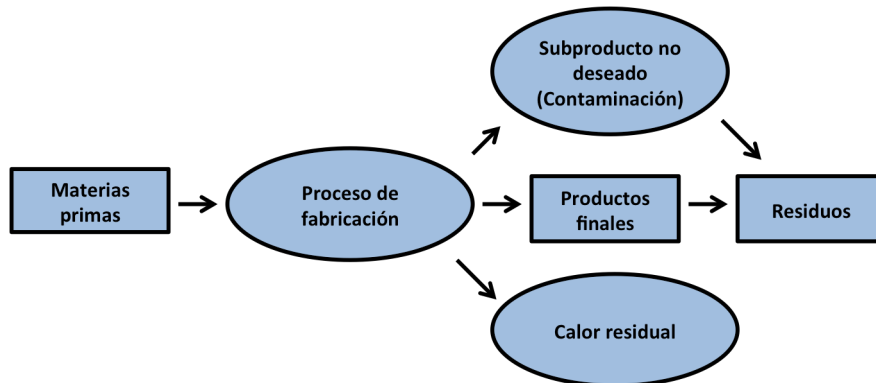 Subproducto no
deseado
(Contaminación)
Materias
primas
Proceso de
fabricación
Productos
finales
Residuos
Calor residual